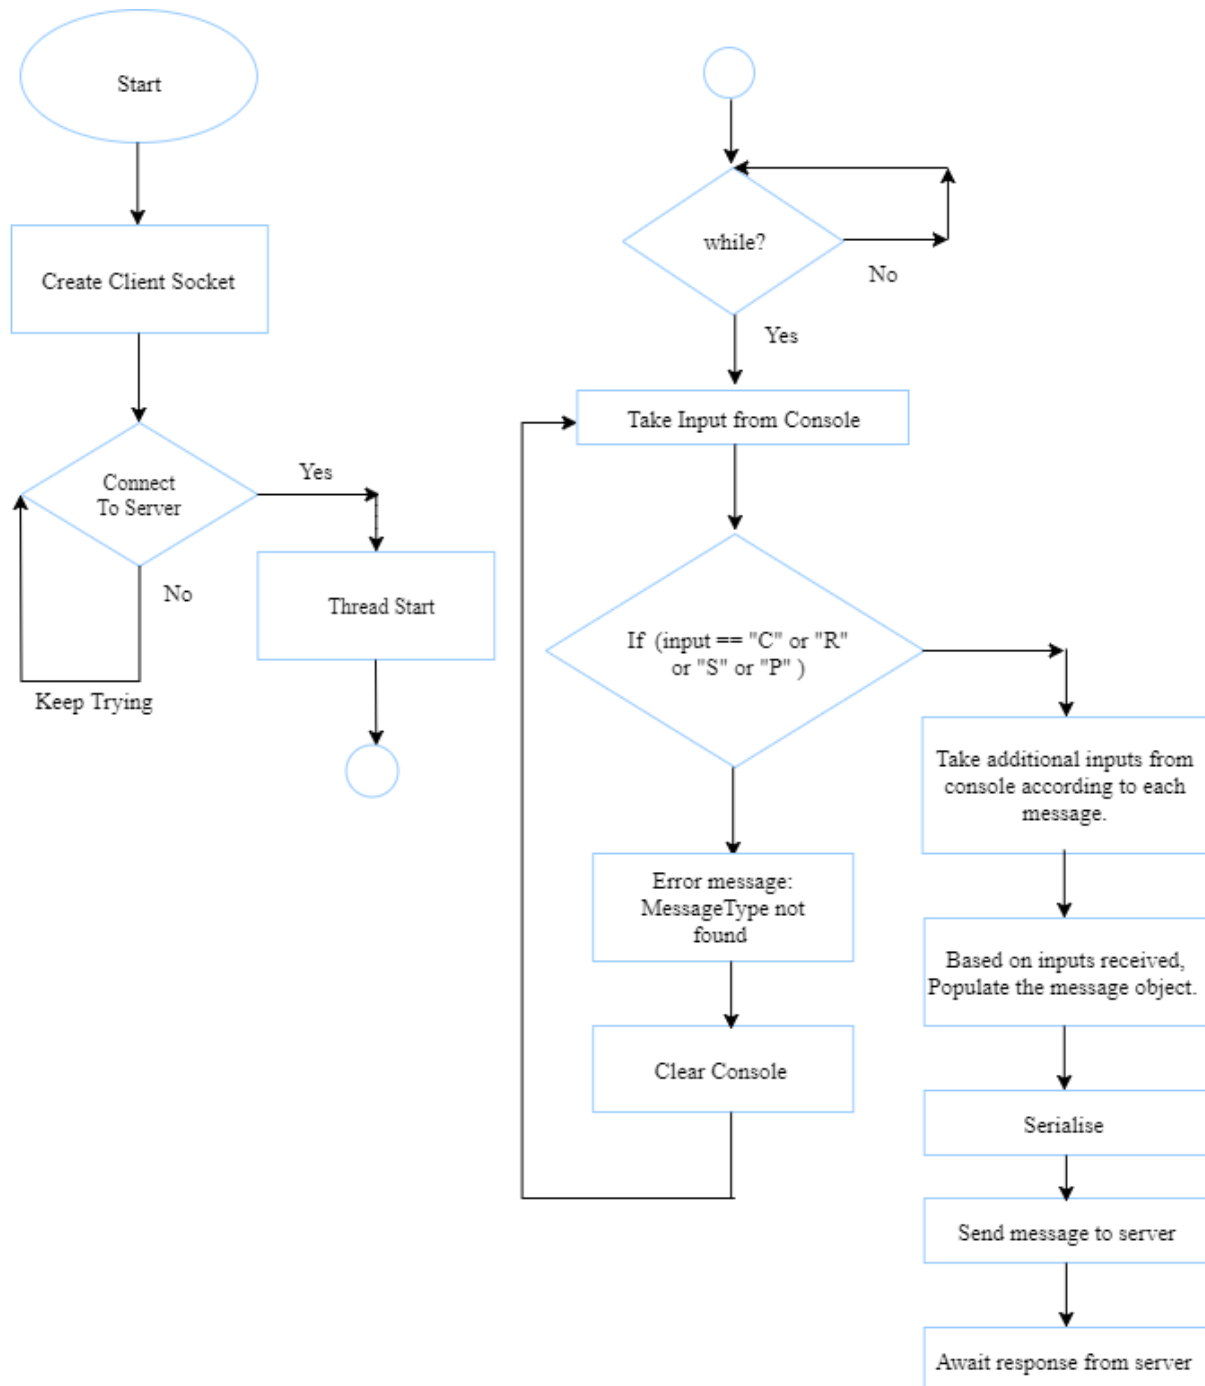 Start
Create Client Socket
Connect
To Server
Yes
No
Keep Trying
Thread Start
while?
No
Yes
Take Input from Console
If (input == "C" or "R"
or "S" or "P" )
Error message:
MessageType not
found
Clear Console
Take additional inputs from
console according to each
message.
Based on inputs received,
Populate the message object.
Serialise
Send message to server
Await response from server